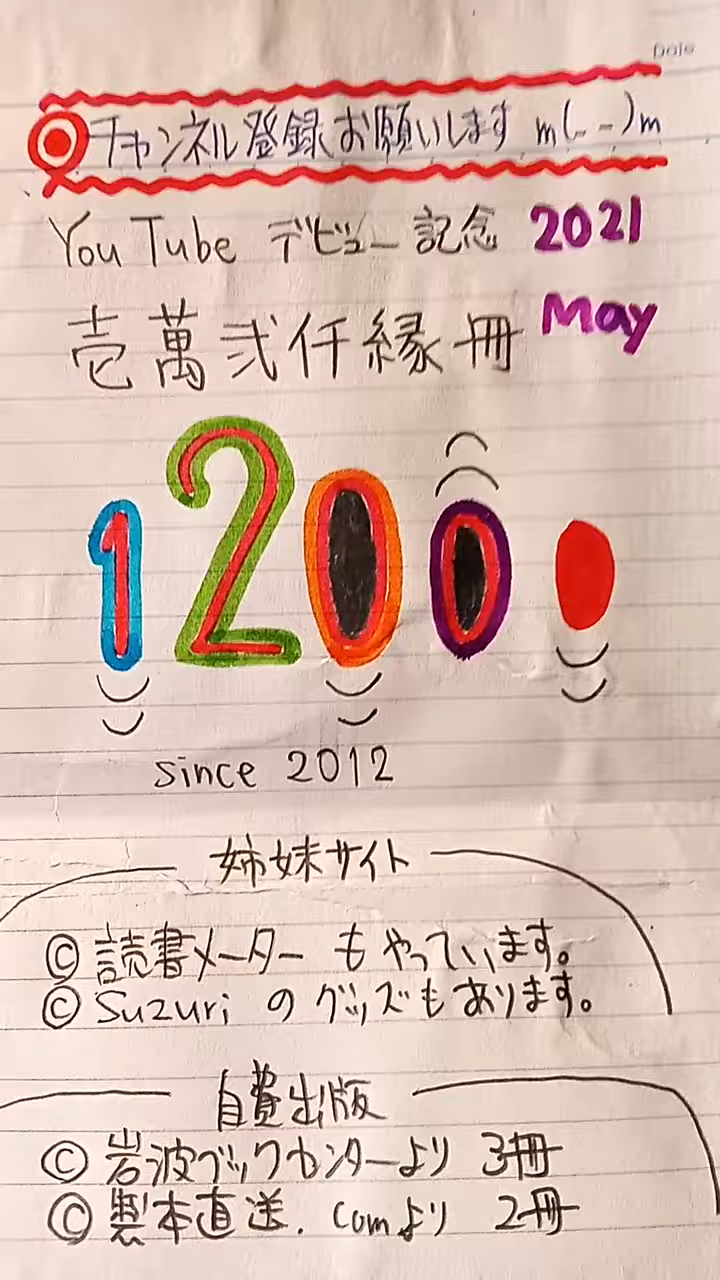 Date
チャンネル登録お願いします m(_ _)m
YouTube デビュー記念 2021
May
壱萬弐仟縁冊
1200
since 2012
姉妹サイト
© 読書メーターもやっています。
© Suzuri のグッズもあります。
自費出版
© 岩波ブックセンターより 3冊
© 製本直送.comより 2冊